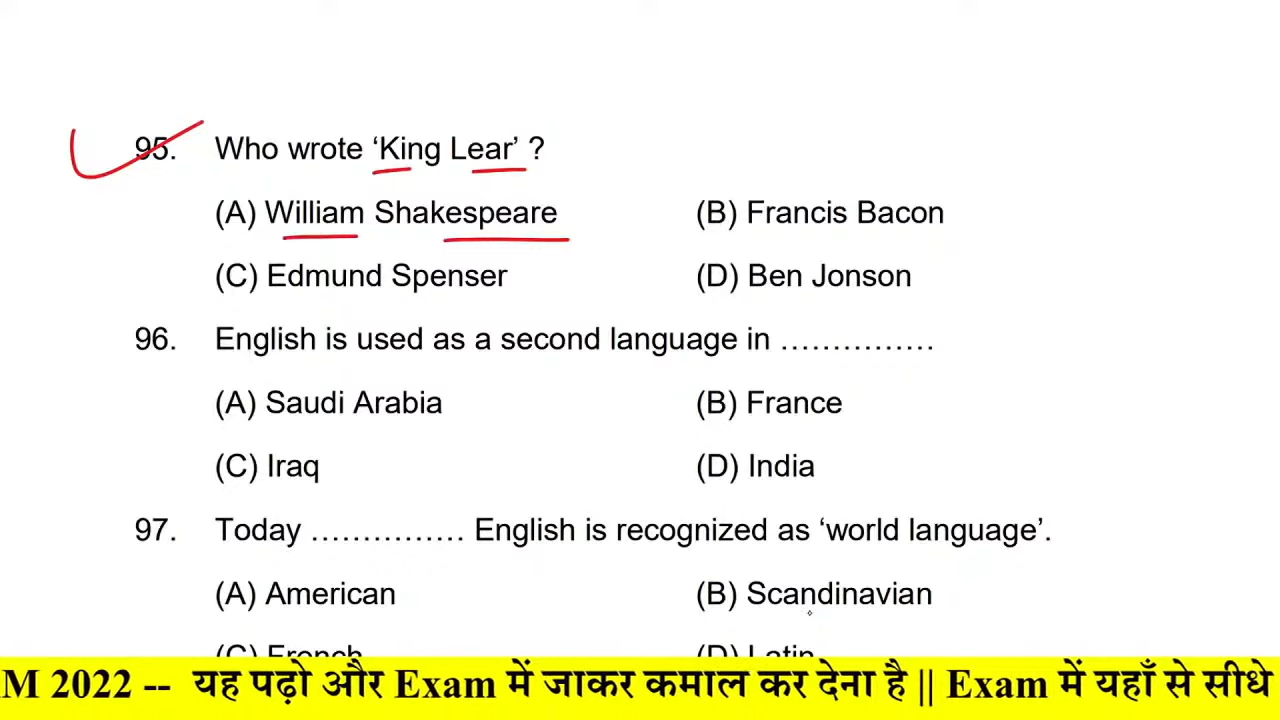 95. Who wrote ‘King Lear’ ?
(A) William Shakespeare (B) Francis Bacon
(C) Edmund Spenser (D) Ben Jonson
96. English is used as a second language in ……………
(A) Saudi Arabia (B) France
(C) Iraq (D) India
97. Today …………… English is recognized as ‘world language’.
(A) American (B) Scandinavian
(C) French (D) Latin
M 2022 -- यह पढ़ो और Exam में जाकर कमाल कर देना है || Exam में यहाँ से सीधे